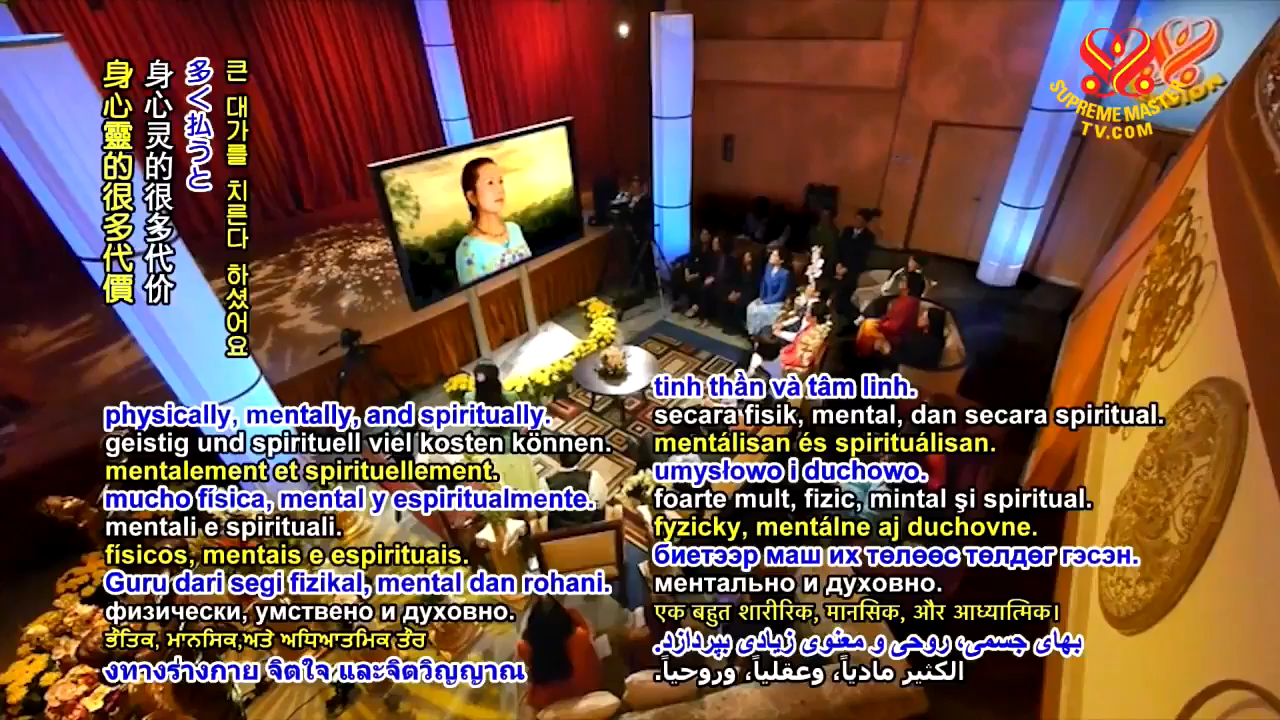 SUPREME MASTER
TV.COM
큰 대가를 치른다 하셨어요
多く払うと
身心灵的很多代价
身心靈的很多代價
physically, mentally, and spiritually.
geistig und spirituell viel kosten können.
mentalement et spirituellement.
mucho física, mental y espiritualmente.
mentali e spirituali.
físicos, mentais e espirituais.
Guru dari segi fizikal, mental dan rohani.
физически, умствено и духовно.
ਭੌਤਿਕ, ਮਾਨਸਿਕ,ਅਤੇ ਅਧਿਆਤਮਿਕ ਤੌਰ
งทางร่างกาย จิตใจ และจิตวิญญาณ
tinh thần và tâm linh.
secara fisik, mental, dan secara spiritual.
mentálisan és spirituálisan.
umysłowo i duchowo.
foarte mult, fizic, mintal şi spiritual.
fyzicky, mentálne aj duchovne.
биетээр маш их төлөөс төлдөг гэсэн.
ментально и духовно.
एक बहुत शारीरिक, मानसिक, और आध्यात्मिक।
بهای جسمی، روحی و معنوی زیادی بپردازد.
الكثير مادياً، وعقلياً، وروحياً.